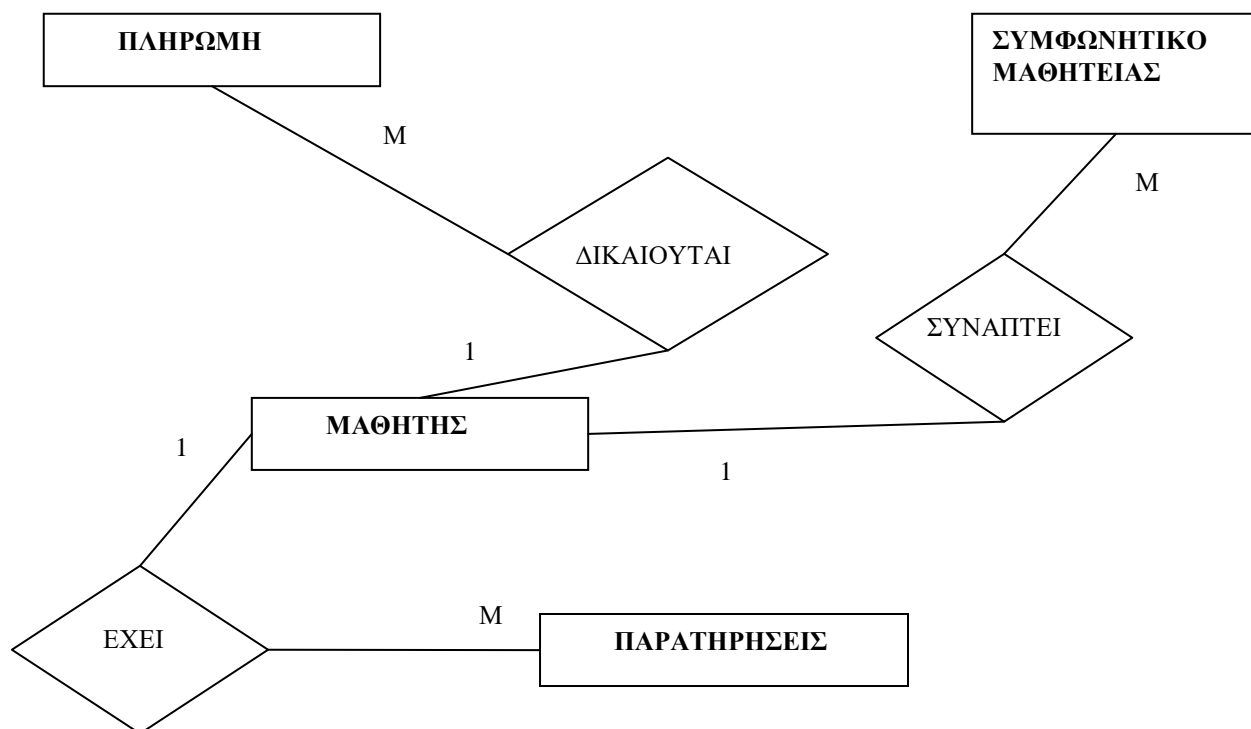 ΠΛΗΡΩΜΗ
ΣΥΜΦΩΝΗΤΙΚΟ
ΜΑΘΗΤΕΙΑΣ
Μ
Μ
ΔΙΚΑΙΟΥΤΑΙ
ΣΥΝΑΠΤΕΙ
1
ΜΑΘΗΤΗΣ
1
1
Μ
ΕΧΕΙ
ΠΑΡΑΤΗΡΗΣΕΙΣ